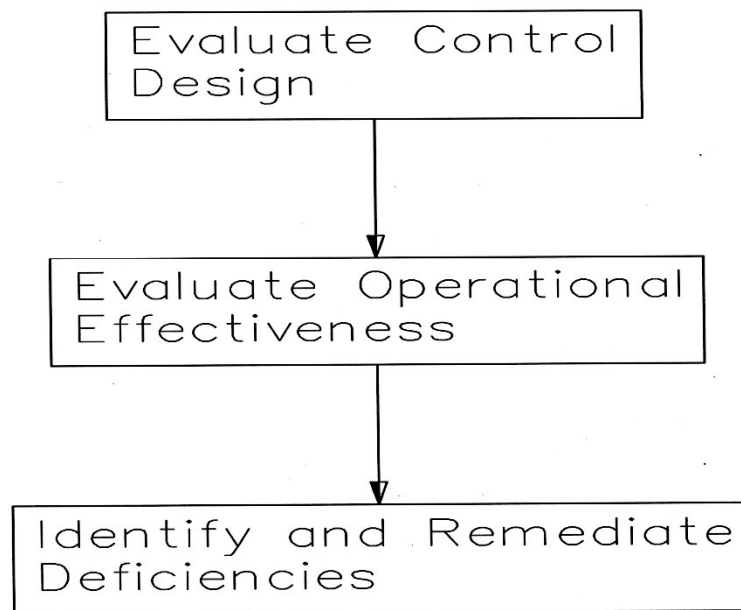 Evaluate Control
Design
Evaluate Operational
Effectiveness
Identify and Remediate
Deficiencies